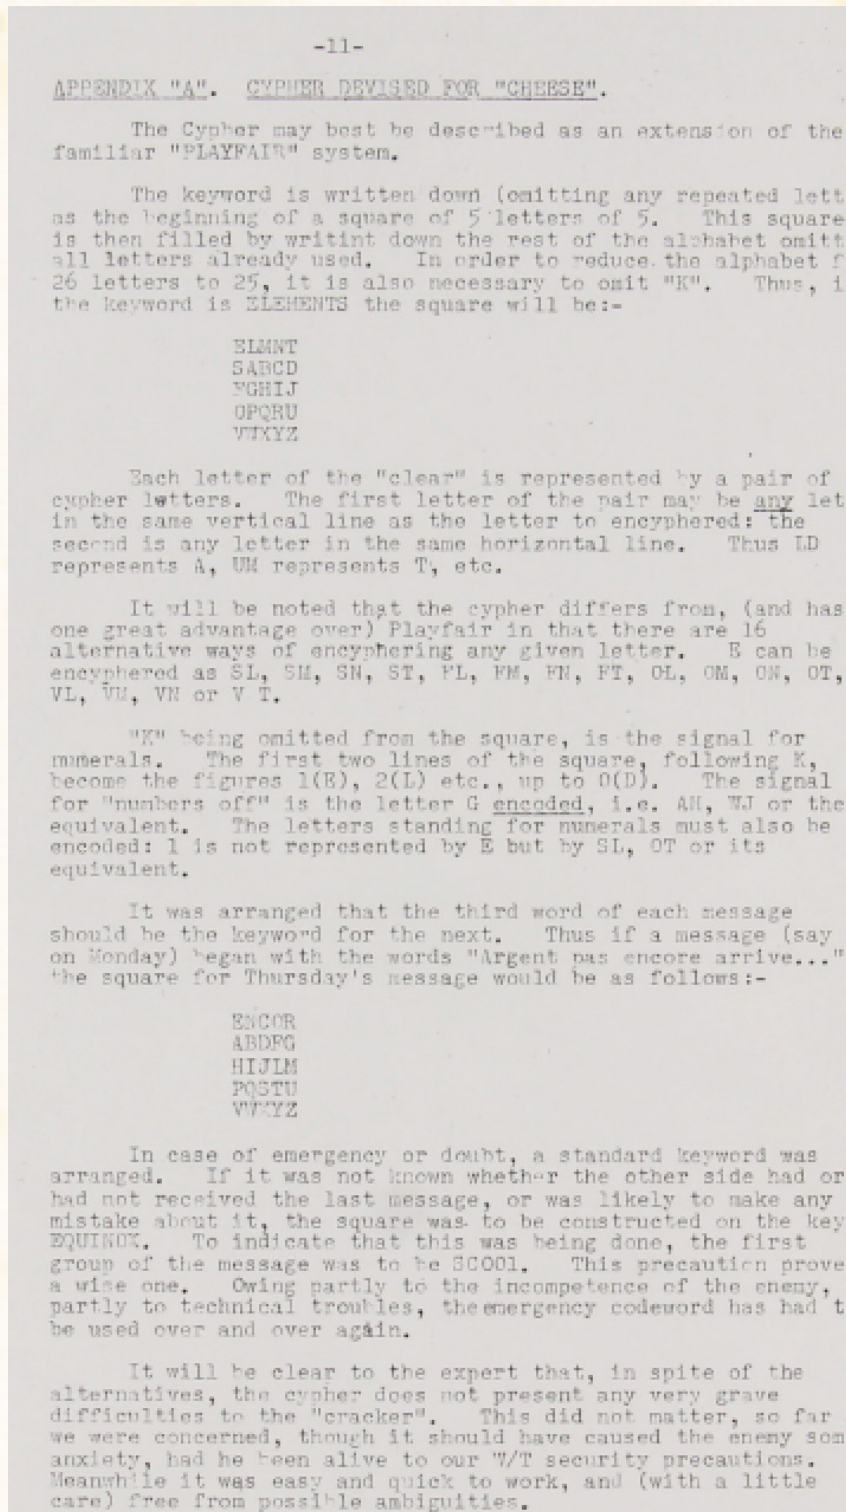 -11-
APPENDIX "A". CYPHER DEVISED FOR "CHEESE".
The Cypher may best be described as an extension of the
familiar "PLAYFAIR" system.
The keyword is written down (omitting any repeated lett
as the beginning of a square of 5 letters of 5. This square
is then filled by writint down the rest of the alphabet omitt
all letters already used. In order to reduce the alphabet f
26 letters to 25, it is also necessary to omit "K". Thus, i
the keyword is ELEMENTS the square will be:-
ELMNT
SABCD
FGHIJ
OPQRU
VWXYZ
Each letter of the "clear" is represented by a pair of
cypher letters. The first letter of the pair may be any let
in the same vertical line as the letter to encyphered: the
second is any letter in the same horizontal line. Thus LD
represents A, UM represents T, etc.
It will be noted that the cypher differs from, (and has
one great advantage over) Playfair in that there are 16
alternative ways of encyphering any given letter. E can be
encyphered as SL, SM, SN, ST, FL, FM, FN, FT, OL, OM, ON, OT,
VL, VM, VN or V T.
"K" being omitted from the square, is the signal for
numerals. The first two lines of the square, following K,
become the figures 1(E), 2(L) etc., up to 0(D). The signal
for "numbers off" is the letter G encoded, i.e. AH, WJ or the
equivalent. The letters standing for numerals must also be
encoded: 1 is not represented by E but by SL, OT or its
equivalent.
It was arranged that the third word of each message
should be the keyword for the next. Thus if a message (say
on Monday) began with the words "Argent pas encore arrive..."
the square for Thursday's message would be as follows:-
ENCOR
ABDFG
HIJLM
PQSTU
VWXYZ
In case of emergency or doubt, a standard keyword was
arranged. If it was not known whether the other side had or
had not received the last message, or was likely to make any
mistake about it, the square was to be constructed on the key
EQUINOX. To indicate that this was being done, the first
group of the message was to be SCOO1. This precaution prove
a wise one. Owing partly to the incompetence of the enemy,
partly to technical troubles, the emergency codeword has had t
be used over and over again.
It will be clear to the expert that, in spite of the
alternatives, the cypher does not present any very grave
difficulties to the "cracker". This did not matter, so far
we were concerned, though it should have caused the enemy som
anxiety, had he been alive to our W/T security precautions.
Meanwhile it was easy and quick to work, and (with a little
care) free from possible ambiguities.